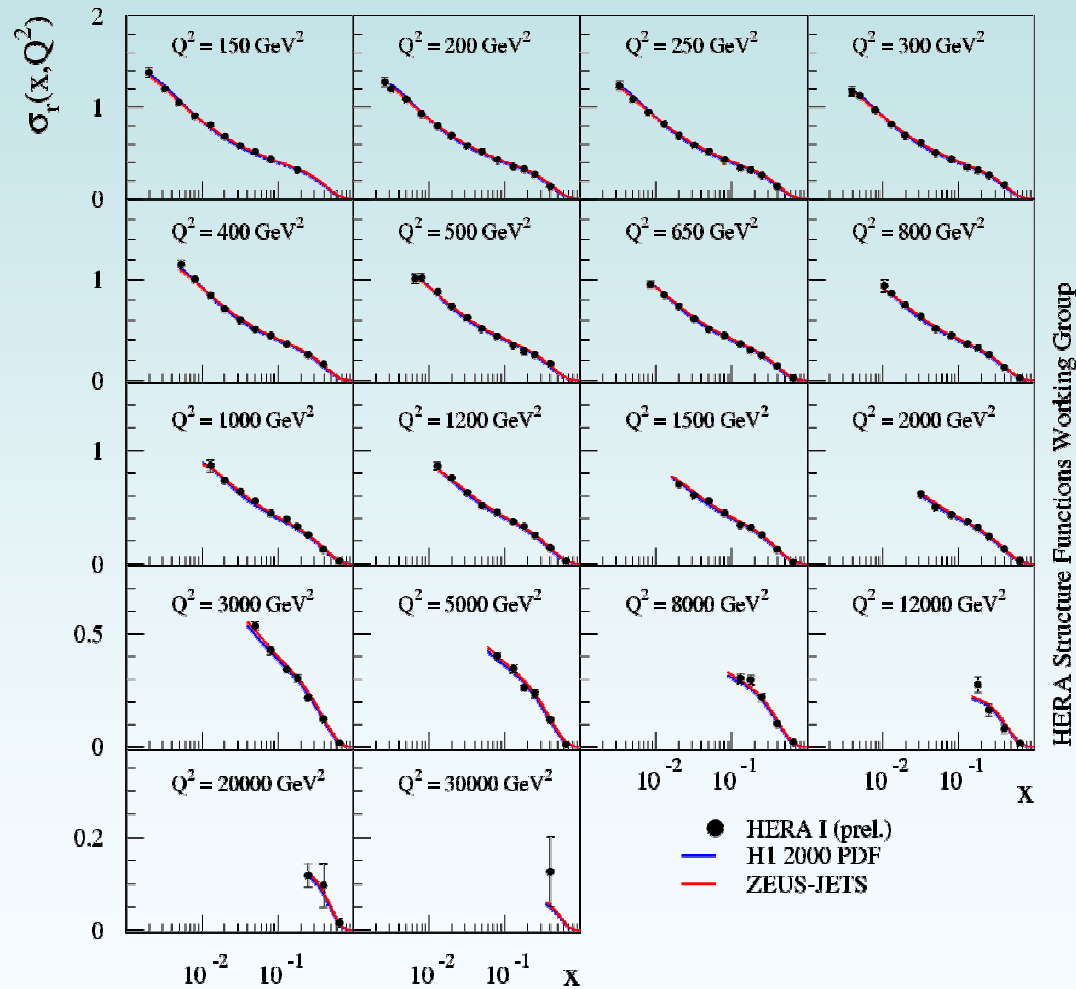 σr(x,Q²)
2
1
0
Q² = 150 GeV²
Q² = 200 GeV²
Q² = 250 GeV²
Q² = 300 GeV²
1
0
Q² = 400 GeV²
Q² = 500 GeV²
Q² = 650 GeV²
Q² = 800 GeV²
1
0
Q² = 1000 GeV²
Q² = 1200 GeV²
Q² = 1500 GeV²
Q² = 2000 GeV²
0.5
0
Q² = 3000 GeV²
Q² = 5000 GeV²
Q² = 8000 GeV²
Q² = 12000 GeV²
10⁻² 10⁻¹
10⁻² 10⁻¹
x
0.2
0
Q² = 20000 GeV²
Q² = 30000 GeV²
10⁻² 10⁻¹
10⁻² 10⁻¹
x
HERA I (prel.)
H1 2000 PDF
ZEUS-JETS
HERA Structure Functions Working Group